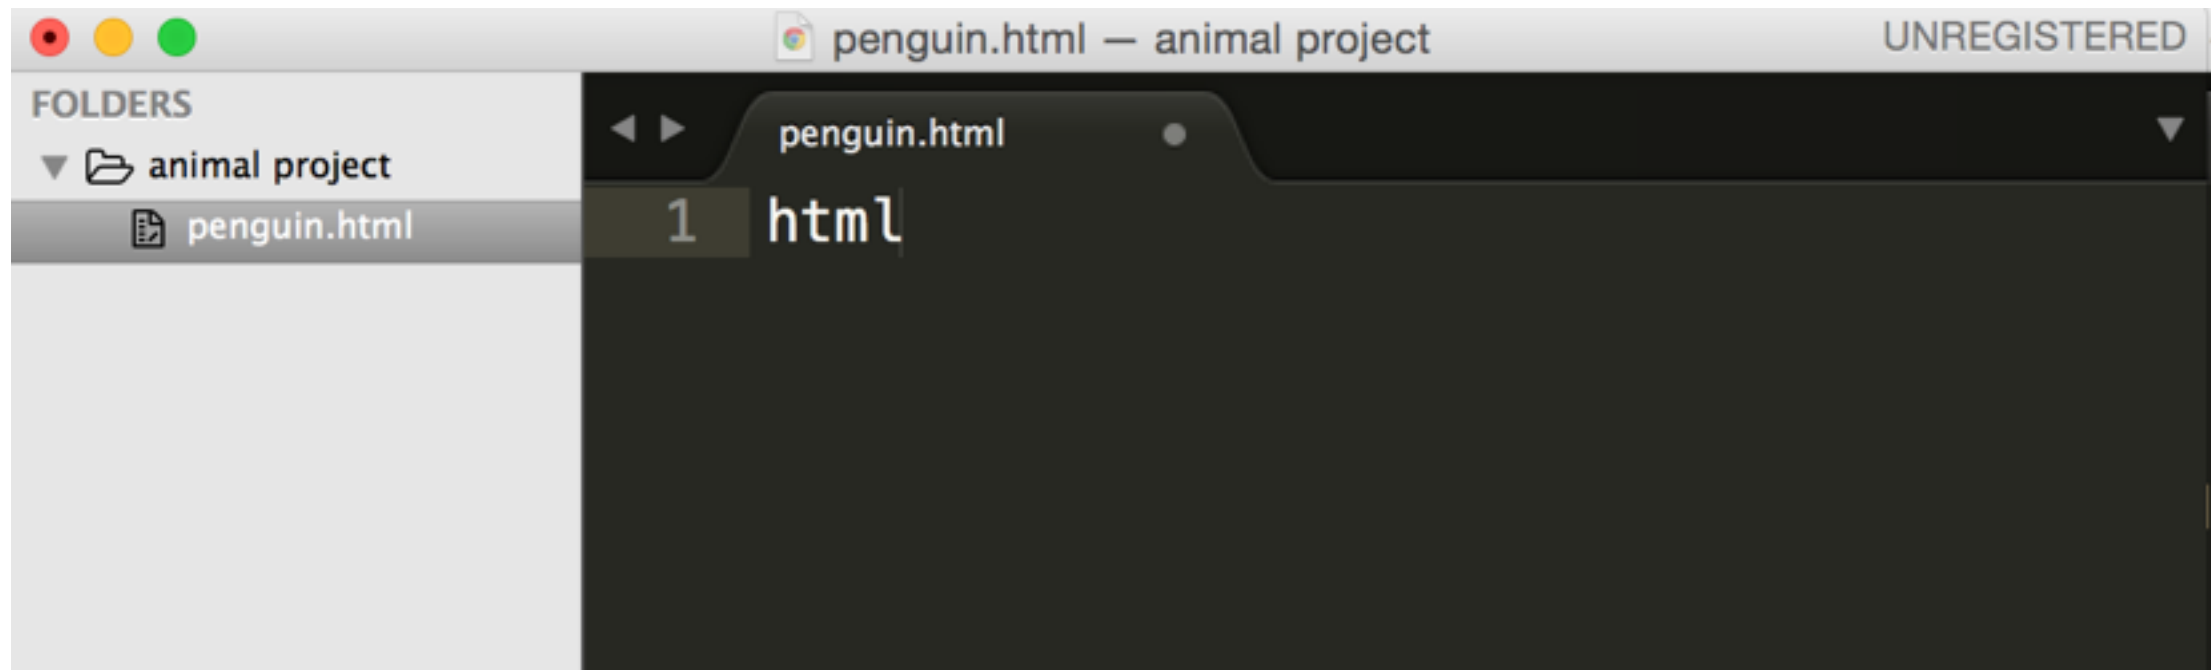 penguin.html — animal project
UNREGISTERED
FOLDERS
animal project
penguin.html
penguin.html
1 html